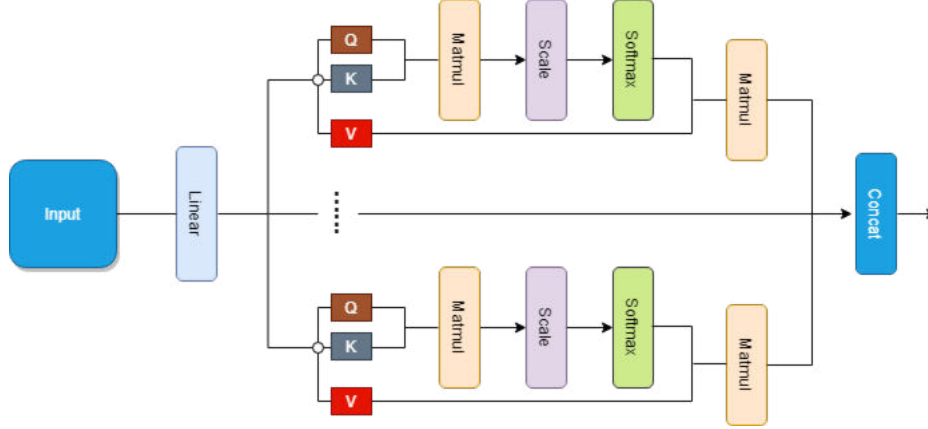 Input
Linear
Q
K
V
Matmul
Scale
Softmax
Matmul
Q
K
V
Matmul
Scale
Softmax
Matmul
Concat